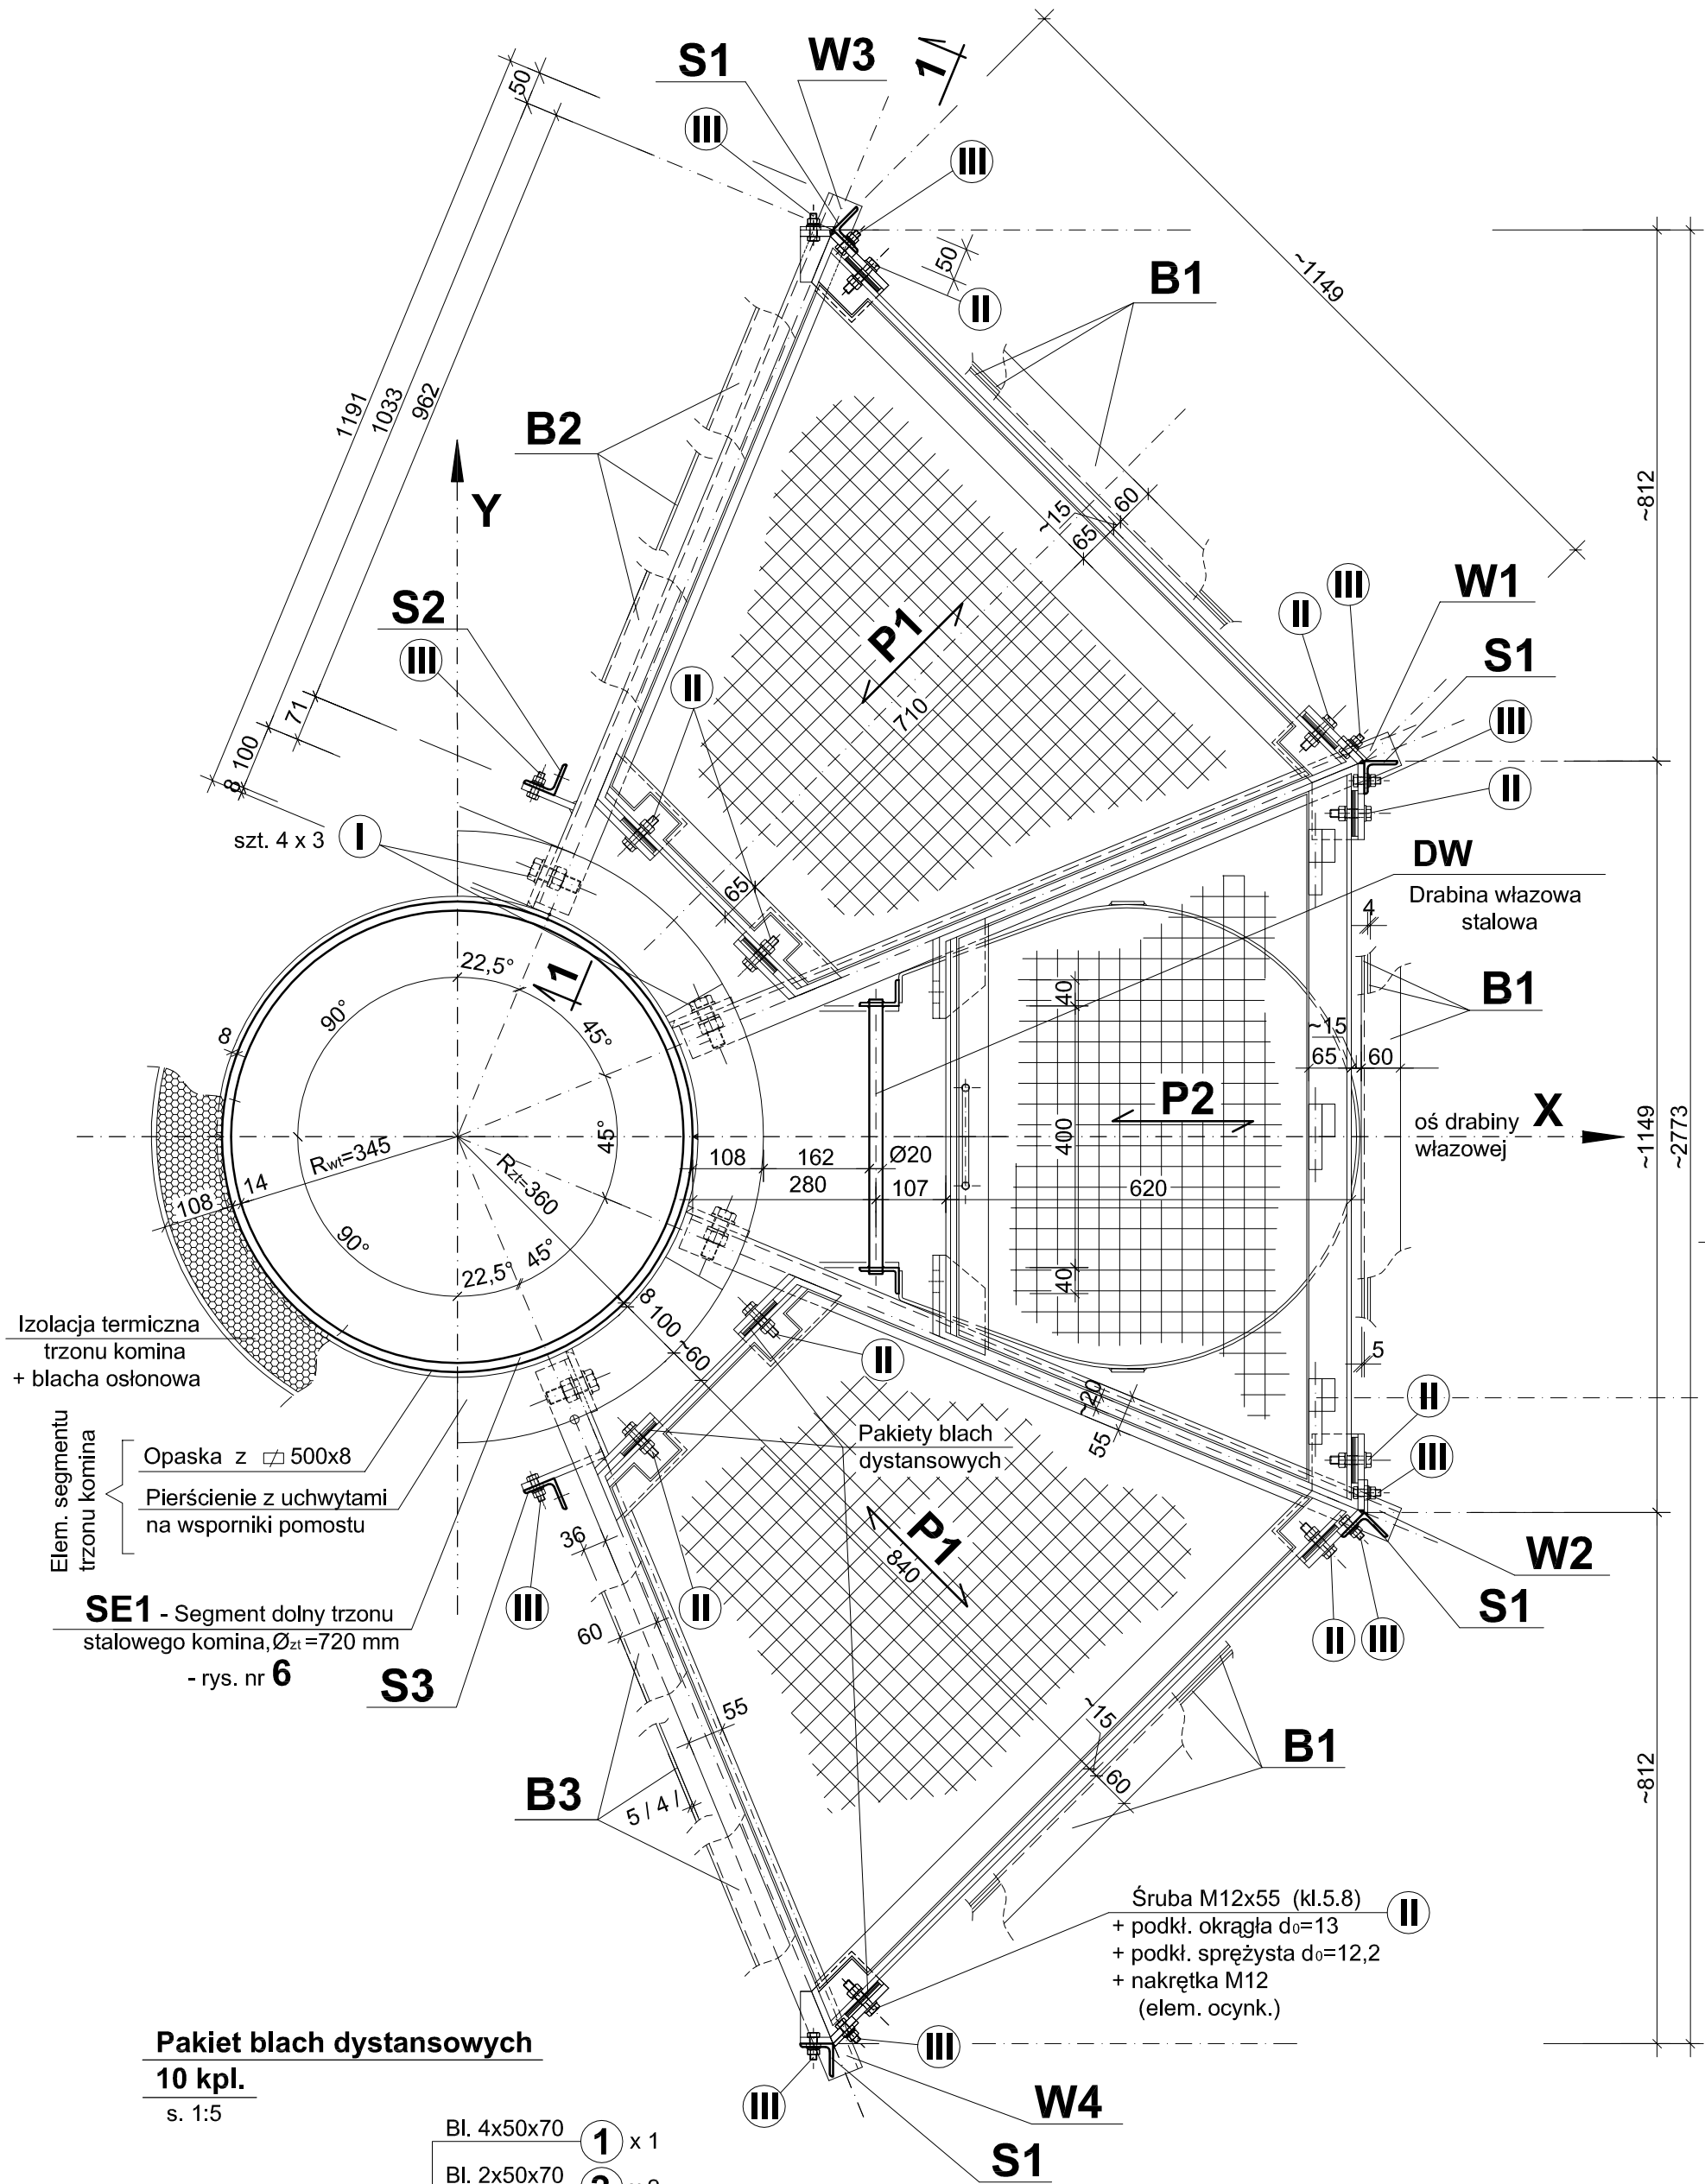 S1
W3
1
50
III
III
~1149
50
II
B1
1191
1033
962
B2
Y
~812
~15
60
65
S2
III
P1
710
II
III
II
W1
S1
III
II
71
100
8
szt. 4 x 3
I
65
DW
Drabina włazowa
stalowa
4
B1
22,5°
1
90°
45°
8
40
~15
65
60
P2
oś drabiny
włazowej
X
45°
400
~1149
~2773
Rwt=345
Rzt=360
108
14
108
162
Ø20
280
107
620
90°
22,5°
45°
40
8
100
~60
Izolacja termiczna
trzonu komina
+ blacha osłonowa
II
5
II
~20
55
Elem. segmentu
trzonu komina
Opaska z ▱ 500x8
Pierścienie z uchwytami
na wsporniki pomostu
Pakiety blach
dystansowych
III
36
P1
840
W2
SE1 - Segment dolny trzonu
stalowego komina,Øzt =720 mm
- rys. nr 6
S3
III
II
60
II
III
S1
55
~15
B1
60
~812
B3
5 / 4 /
Śruba M12x55 (kl.5.8)
II
+ podkł. okrągła d0=13
+ podkł. sprężysta d0=12,2
+ nakrętka M12
(elem. ocynk.)
Pakiet blach dystansowych
10 kpl.
s. 1:5
III
III
W4
S1
Bl. 4x50x70
1
x 1
Bl. 2x50x70